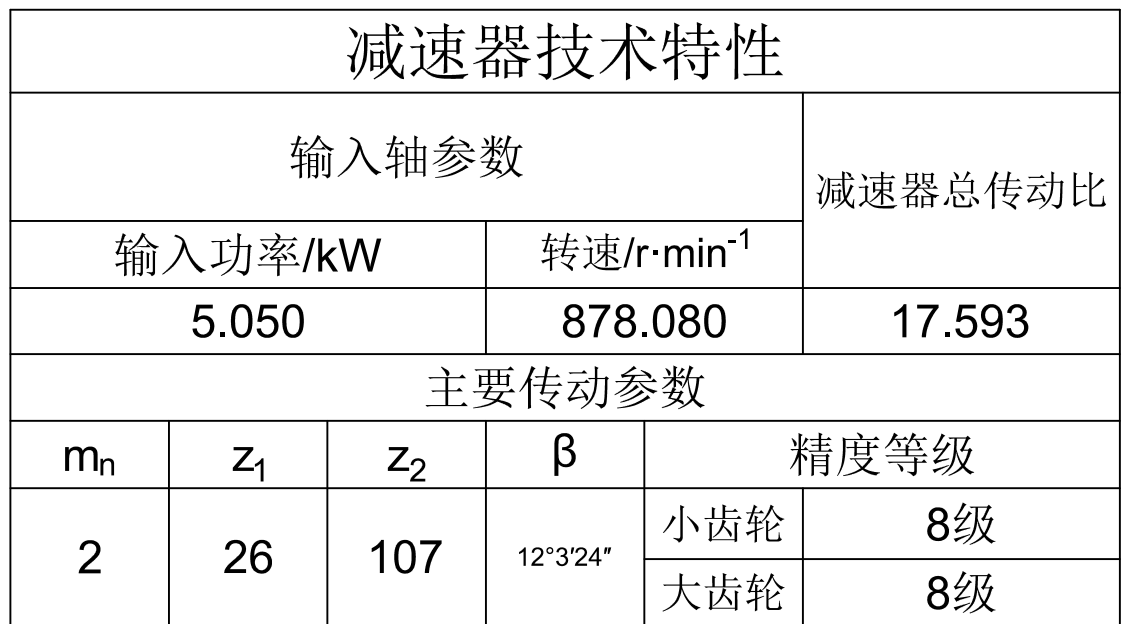 减速器技术特性
输入轴参数
减速器总传动比
输入功率/kW 转速/r·min⁻¹
5.050 878.080 17.593
主要传动参数
mₙ z₁ z₂ β 精度等级
2 26 107 12°3′24″ 小齿轮 8级
大齿轮 8级